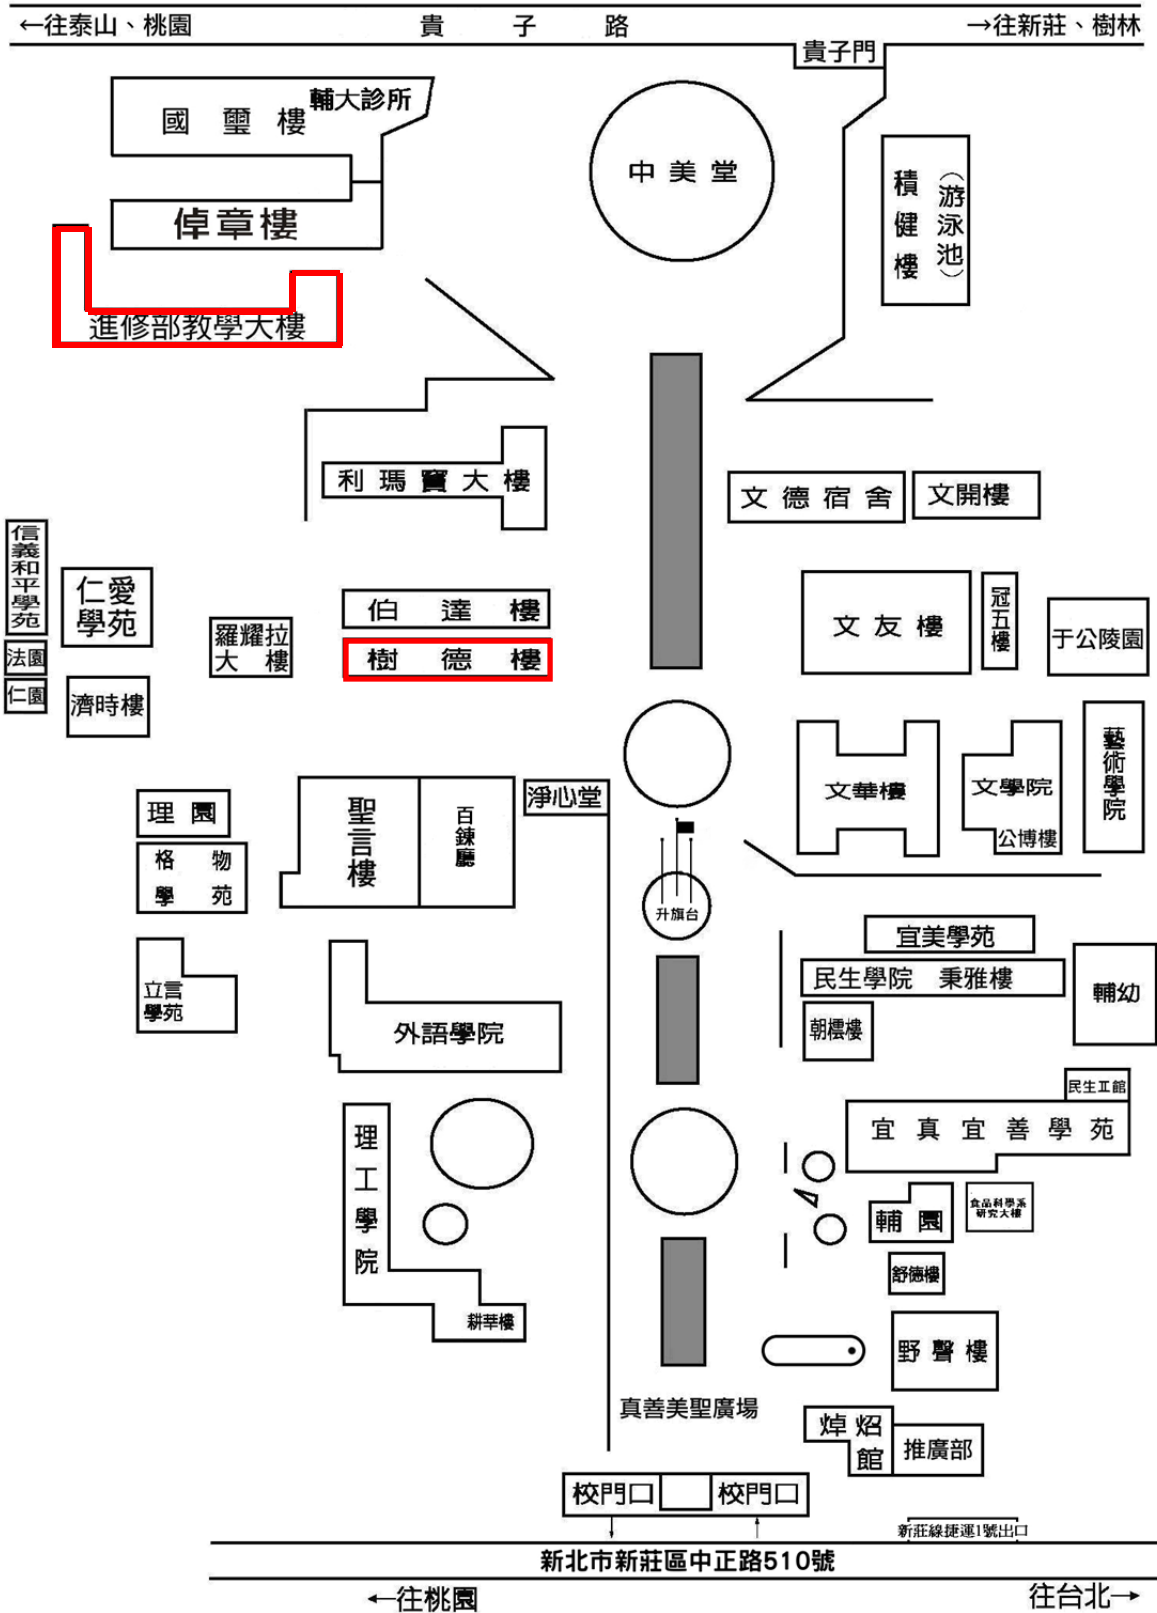 ←往泰山、桃園
貴子路
→往新莊、樹林
貴子門
國璽樓
輔大診所
中美堂
積健樓
（游泳池）
倬章樓
進修部教學大樓
利瑪竇大樓
文德宿舍
文開樓
信義和平學苑
仁愛
學苑
伯達樓
羅耀拉
大樓
樹德樓
文友樓
冠五樓
于公陵園
法園
仁園
濟時樓
文華樓
文學院
公博樓
藝術學院
理園
格物
學苑
聖言樓
百鍊廳
淨心堂
升旗台
宜美學苑
民生學院 秉雅樓
輔幼
立言
學苑
外語學院
朝橒樓
民生Ⅱ館
宜真宜善學苑
理工學院
輔園
食品科學系
研究大樓
舒德樓
耕莘樓
野聲樓
真善美聖廣場
焯炤
館
推廣部
校門口
校門口
新莊線捷運1號出口
新北市新莊區中正路510號
←往桃園
往台北→